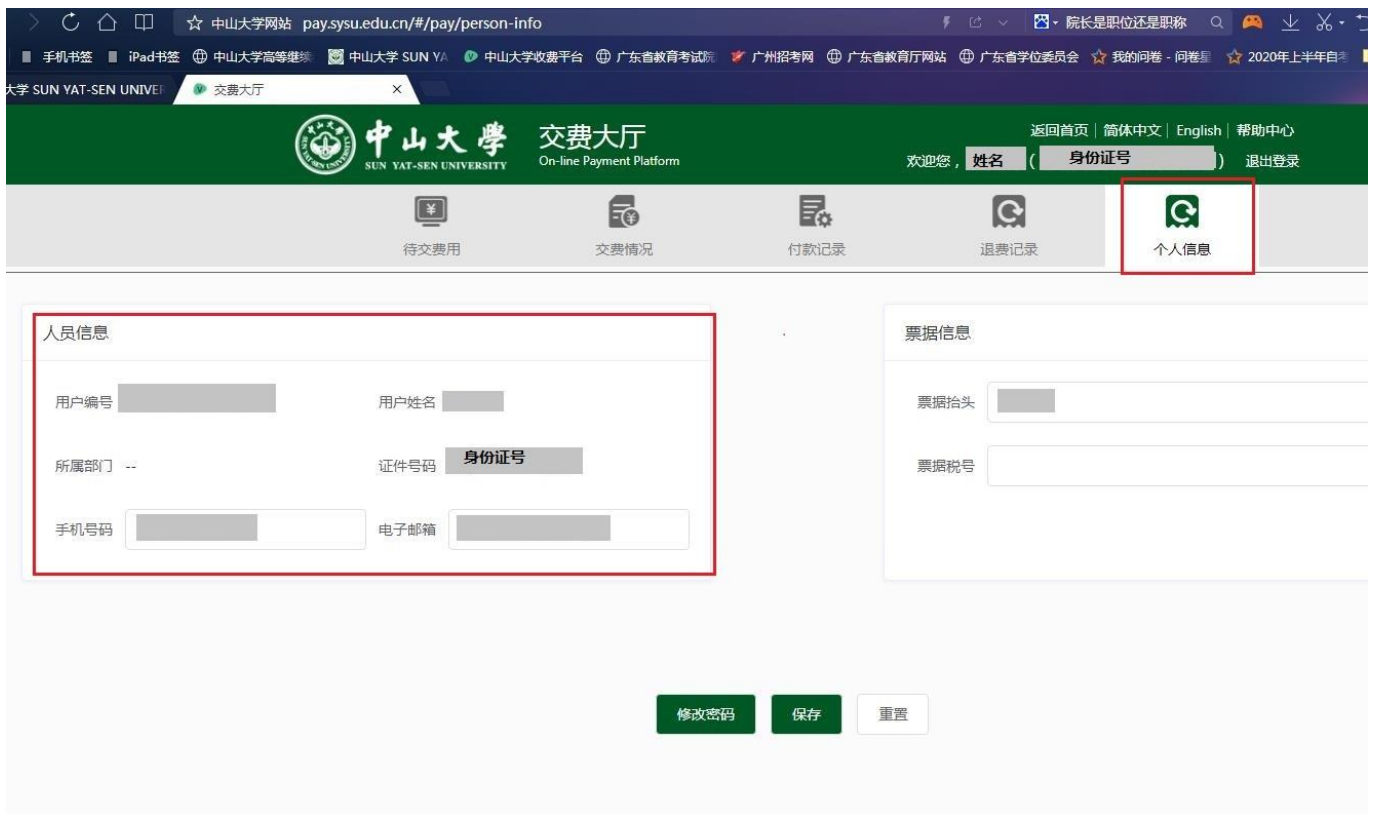 中山大学网站 pay.sysu.edu.cn/#/pay/person-info 院长是职位还是职称
手机书签 iPad书签 中山大学高等继续 中山大学 SUN YA 中山大学收费平台 广东省教育考试院 广州招考网 广东省教育厅网站 广东省学位委员会 我的问卷 - 问卷星 2020年上半年自考
大学 SUN YAT-SEN UNIVER 交费大厅 ×
返回首页 | 简体中文 | English | 帮助中心
中山大學 交费大厅
SUN YAT-SEN UNIVERSITY On-line Payment Platform
欢迎您，姓名 ( 身份证号 ) 退出登录
待交费用 交费情况 付款记录 退费记录 个人信息
人员信息 票据信息
用户编号 用户姓名 票据抬头
所属部门 -- 证件号码 身份证号 票据税号
手机号码 电子邮箱
修改密码 保存 重置